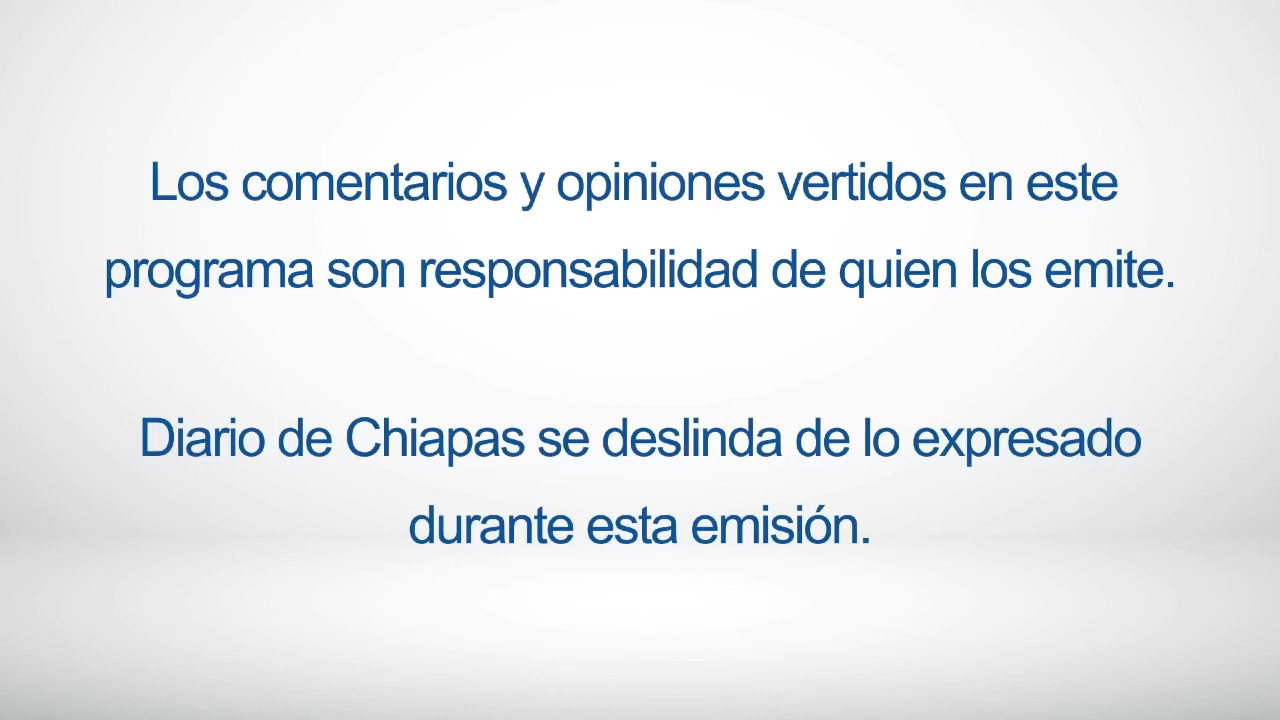 Los comentarios y opiniones vertidos en este
programa son responsabilidad de quien los emite.
Diario de Chiapas se deslinda de lo expresado
durante esta emisión.